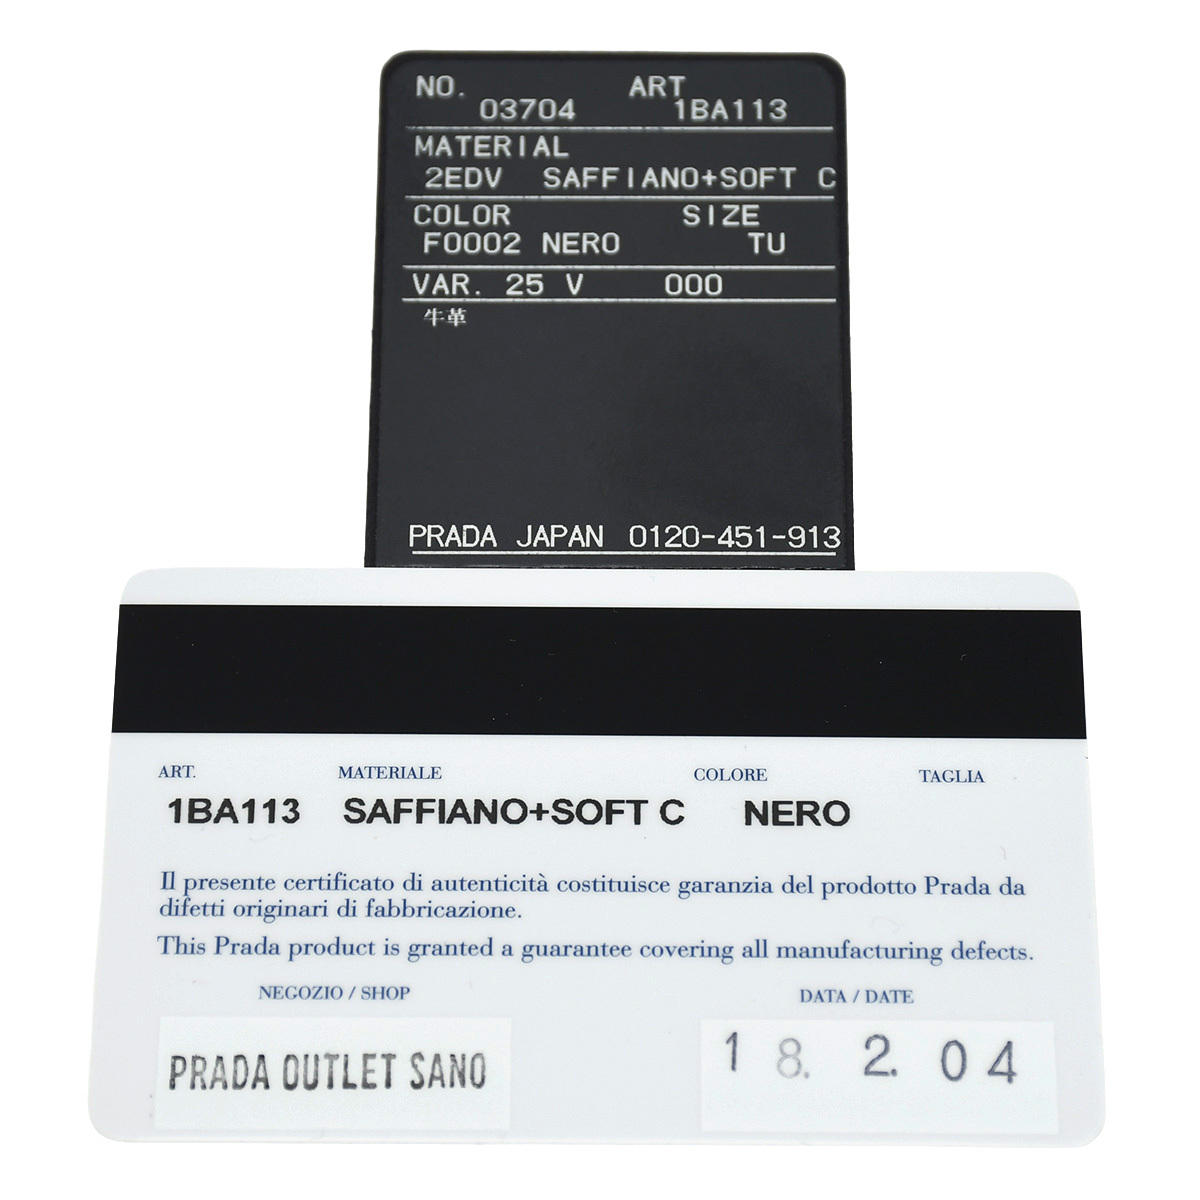 NO. ART
03704 1BA113
MATERIAL
2EDV SAFFIANO+SOFT C
COLOR SIZE
F0002 NERO TU
VAR. 25 V 000
牛革
PRADA JAPAN 0120-451-913
ART. MATERIALE COLORE TAGLIA
1BA113 SAFFIANO+SOFT C NERO
Il presente certificato di autenticità costituisce garanzia del prodotto Prada da
difetti originari di fabbricazione.
This Prada product is granted a guarantee covering all manufacturing defects.
NEGOZIO / SHOP DATA / DATE
PRADA OUTLET SANO 18. 2. 04